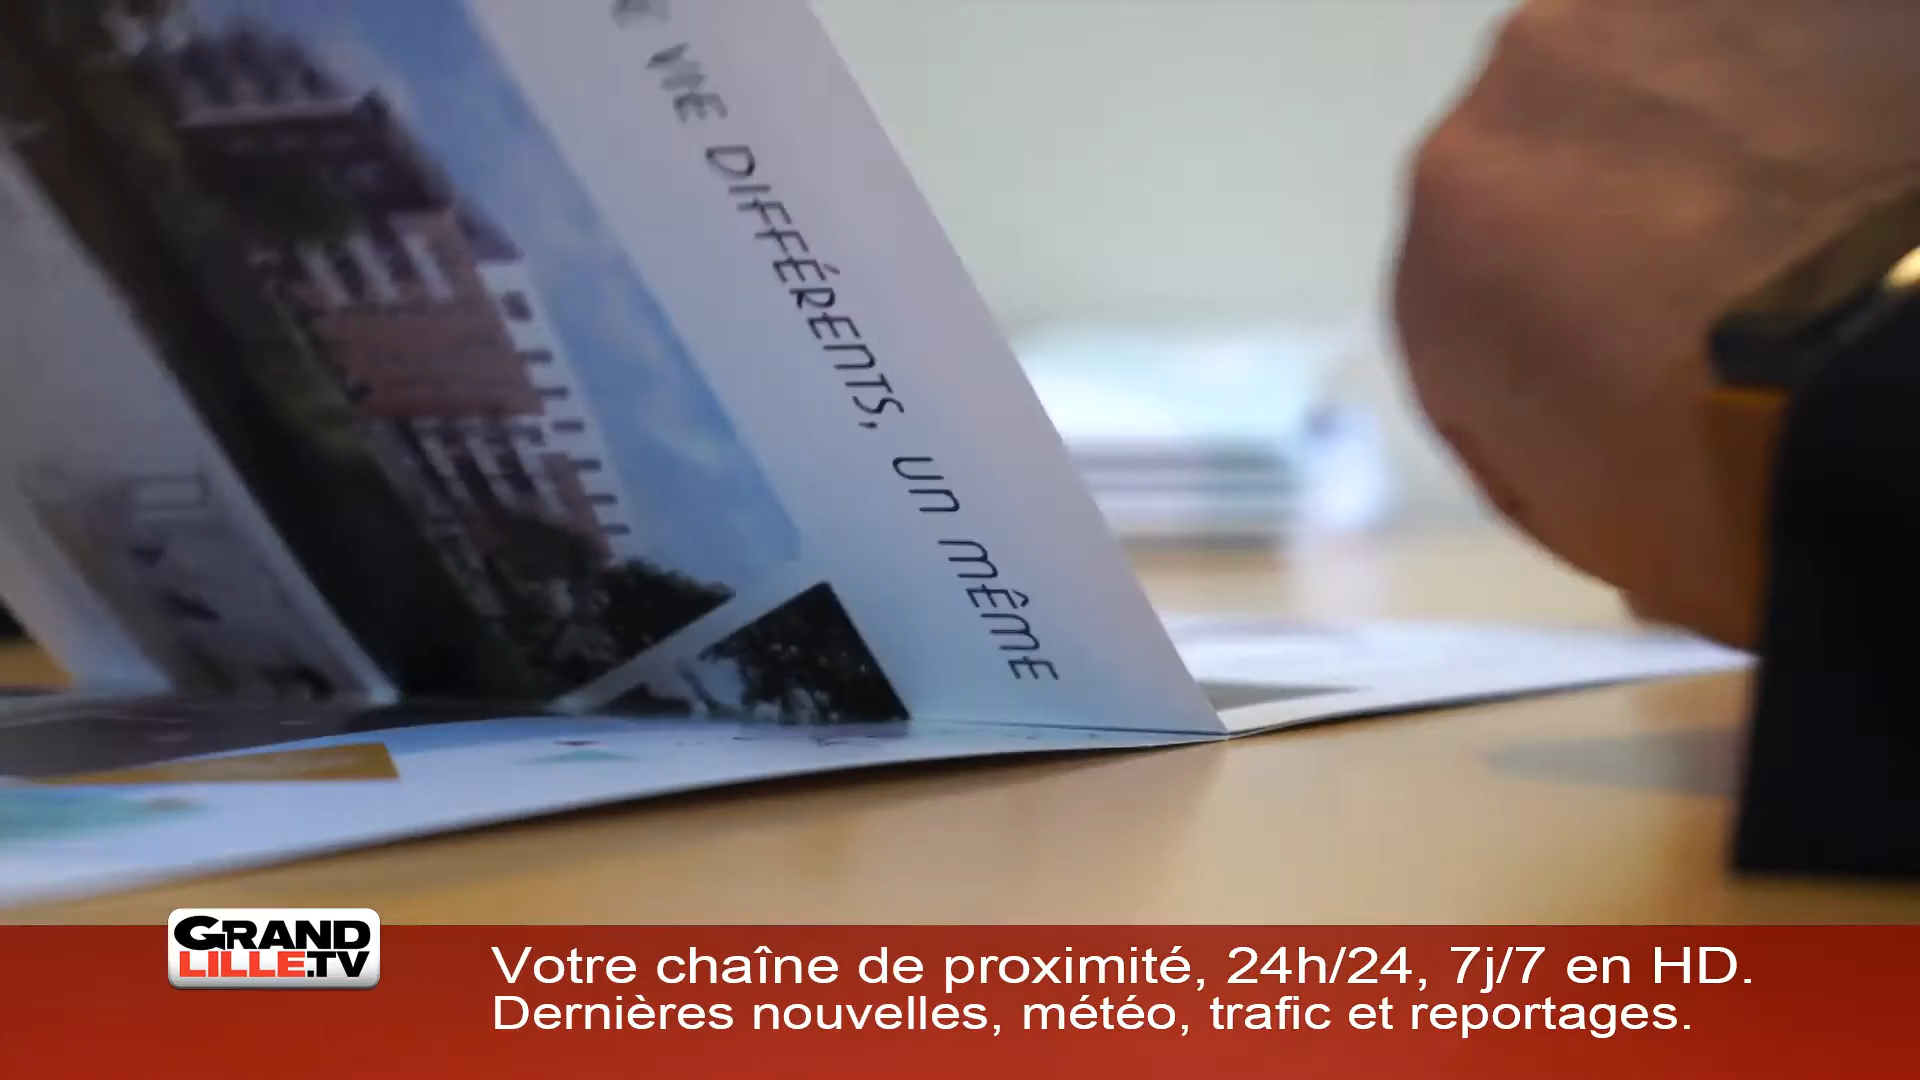 VIE DIFFÉRENTS, UN MÊME
GRAND
LILLE.TV
Votre chaîne de proximité, 24h/24, 7j/7 en HD.
Dernières nouvelles, météo, trafic et reportages.